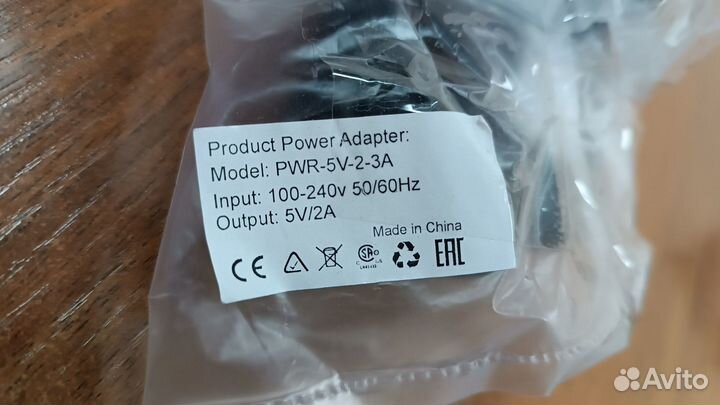 Product Power Adapter:
Model: PWR-5V-2-3A
Input: 100-240v 50/60Hz
Output: 5V/2A
Made in China
CE
EAC
Avito